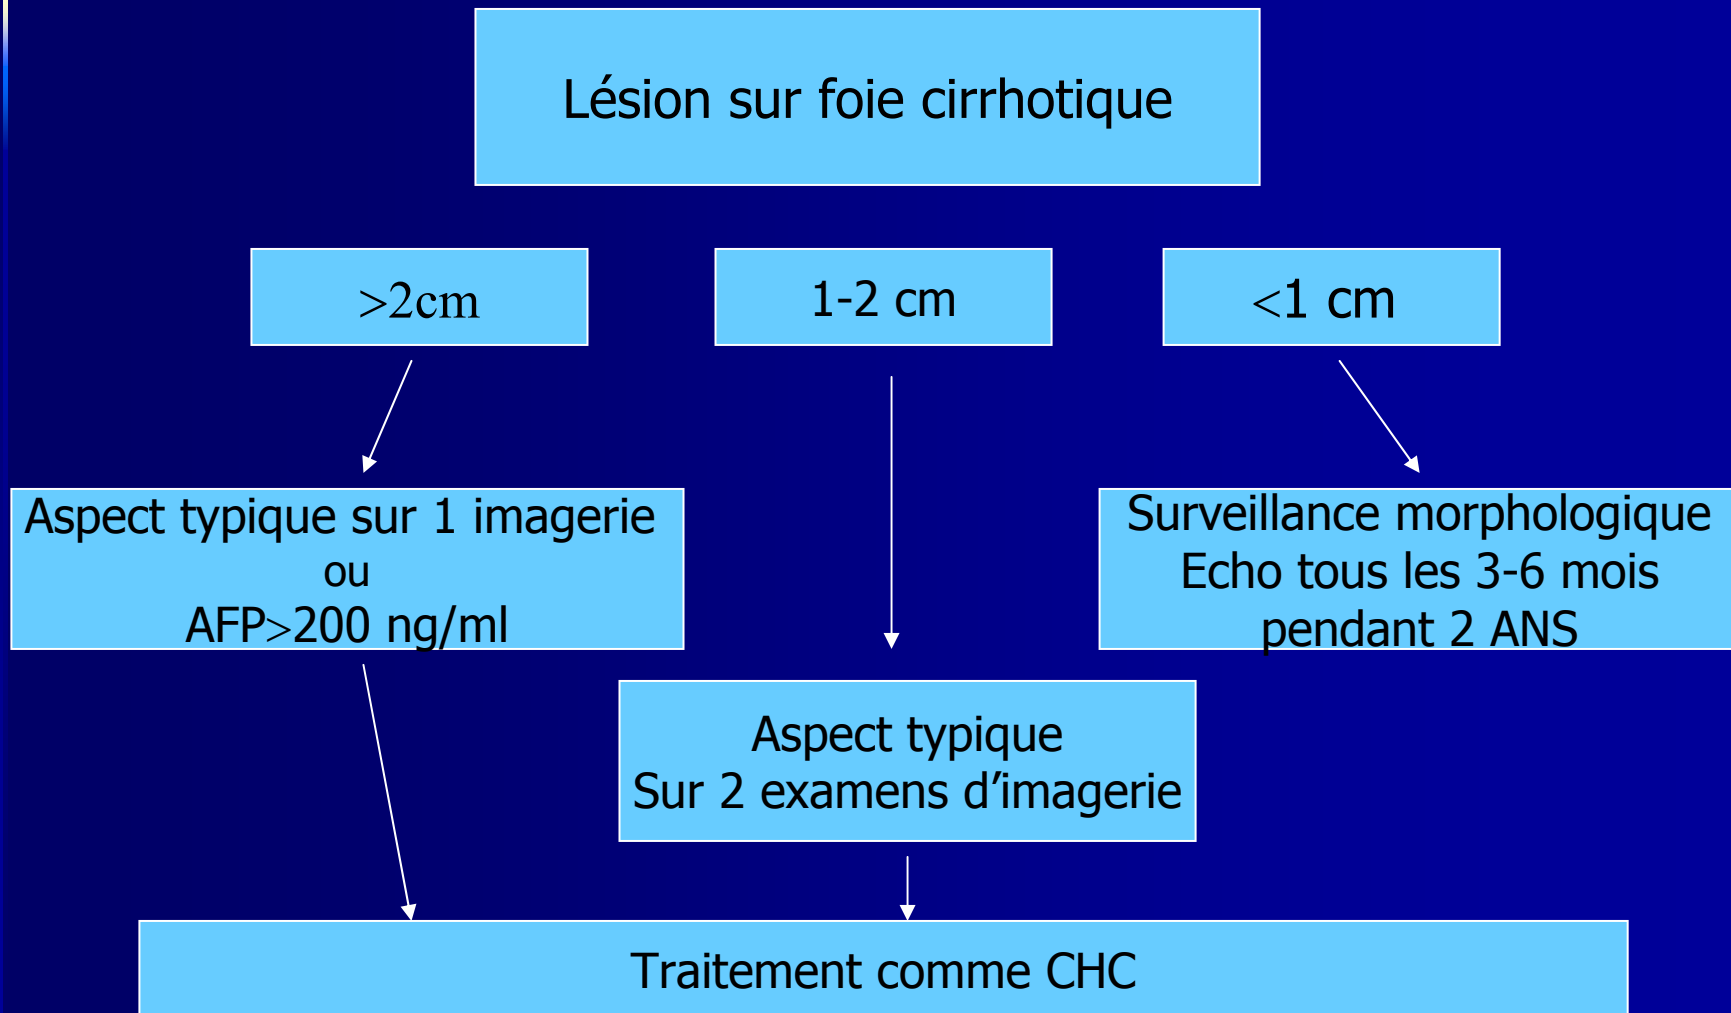 Lésion sur foie cirrhotique
>2cm
1-2 cm
<1 cm
Aspect typique sur 1 imagerie
ou
AFP>200 ng/ml
Surveillance morphologique
Echo tous les 3-6 mois
pendant 2 ANS
Aspect typique
Sur 2 examens d’imagerie
Traitement comme CHC